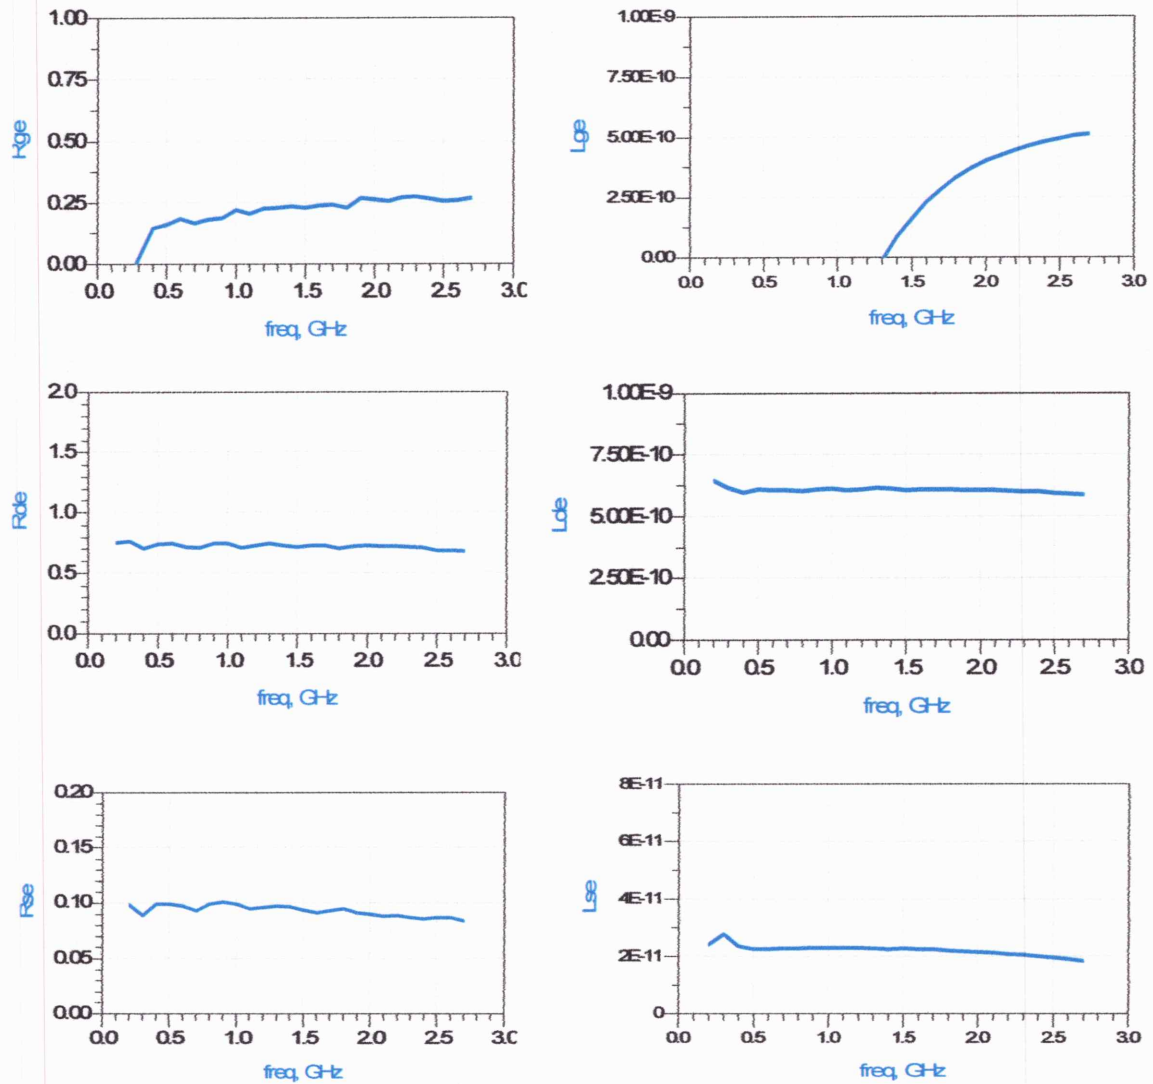 1.00
0.75
0.50
0.25
0.00
Rge
0.0 0.5 1.0 1.5 2.0 2.5 3.0
freq, GHz
1.00E-9
7.50E-10
5.00E-10
2.50E-10
0.00
Lge
0.0 0.5 1.0 1.5 2.0 2.5 3.0
freq, GHz
2.0
1.5
1.0
0.5
0.0
Rde
0.0 0.5 1.0 1.5 2.0 2.5 3.0
freq, GHz
1.00E-9
7.50E-10
5.00E-10
2.50E-10
0.00
Lde
0.0 0.5 1.0 1.5 2.0 2.5 3.0
freq, GHz
0.20
0.15
0.10
0.05
0.00
Rse
0.0 0.5 1.0 1.5 2.0 2.5 3.0
freq, GHz
8E-11
6E-11
4E-11
2E-11
0
Lse
0.0 0.5 1.0 1.5 2.0 2.5 3.0
freq, GHz